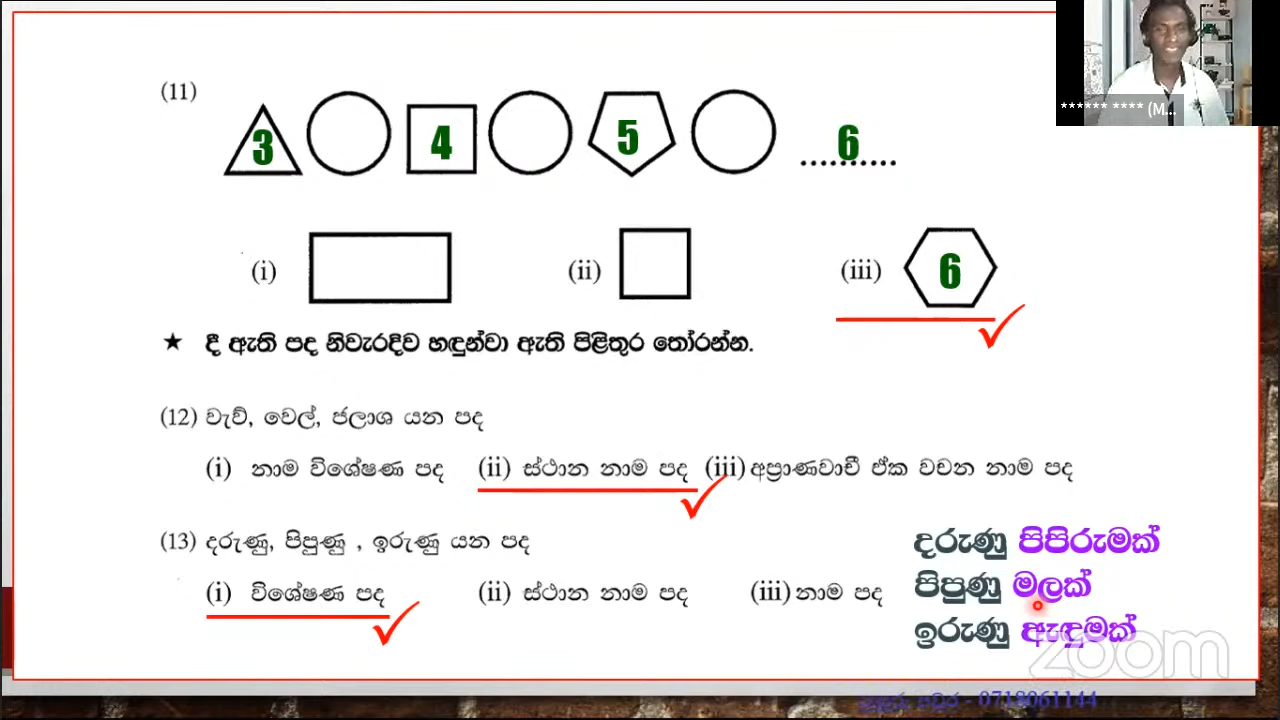 ****** **** (M...
(11)
3 4 5 6
(i) (ii) (iii) 6
★ දී ඇති පද නිවැරදිව හඳුන්වා ඇති පිළිතුර තෝරන්න.
(12) වැව්, වෙල්, ජලාශ යන පද
(i) නාම විශේෂණ පද (ii) ස්ථාන නාම පද (iii) අප්‍රාණවාචී ඒක වචන නාම පද
(13) දරුණු, පිපුණු , ඉරුණු යන පද
(i) විශේෂණ පද (ii) ස්ථාන නාම පද (iii) නාම පද
දරුණු පිපිරුමක්
පිපුණු මලක්
ඉරුණු ඇඳුමක්
zoom
- 0718061144